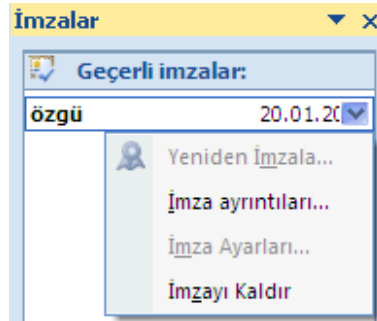 İmzalar
Geçerli imzalar:
özgü 20.01.20
Yeniden İmzala...
İmza ayrıntıları...
İmza Ayarları...
İmzayı Kaldır